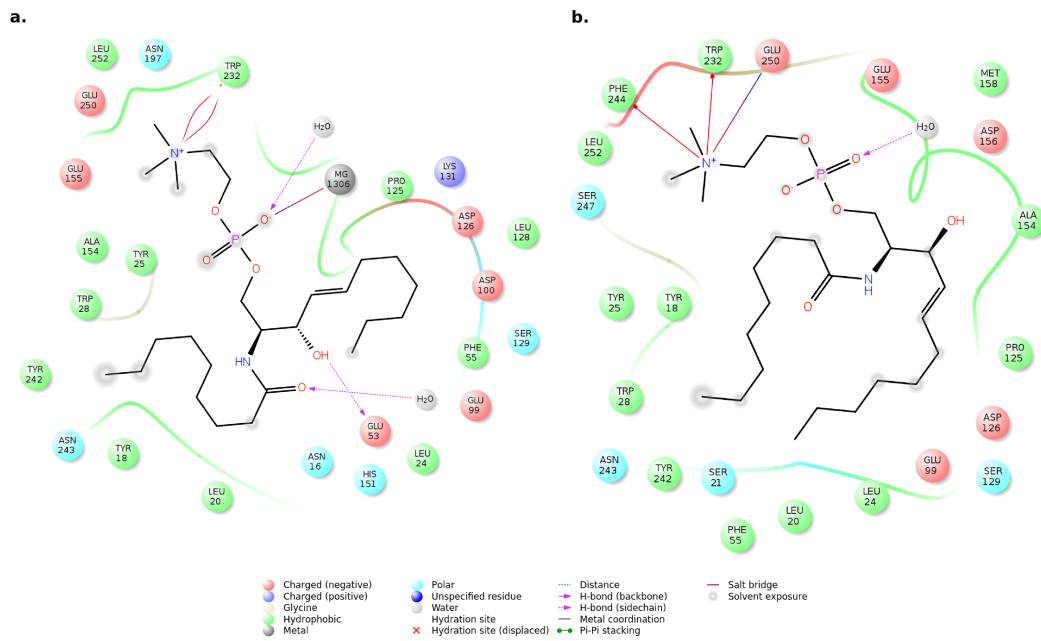 a.
LEU
252
ASN
197
TRP
232
GLU
250
H₂O
N⁺
GLU
155
MG
1306
PRO
125
LYS
131
O
O⁻
P
O
O
ASP
126
LEU
128
ALA
154
TYR
25
TRP
28
ASP
100
SER
129
PHE
55
OH
HN
O
H₂O
TYR
242
GLU
99
GLU
53
ASN
243
TYR
18
LEU
20
ASN
16
HIS
151
LEU
24
b.
TRP
232
GLU
250
GLU
155
MET
158
PHE
244
H₂O
ASP
156
LEU
252
N⁺
O
O
P
O⁻
O
SER
247
OH
ALA
154
NH
O
TYR
25
TYR
18
TRP
28
PRO
125
ASP
126
GLU
99
SER
129
ASN
243
TYR
242
SER
21
LEU
24
LEU
20
PHE
55
Charged (negative)
Charged (positive)
Glycine
Hydrophobic
Metal
Polar
Unspecified residue
Water
Hydration site
Hydration site (displaced)
Distance
H-bond (backbone)
H-bond (sidechain)
Metal coordination
Pi-Pi stacking
Salt bridge
Solvent exposure